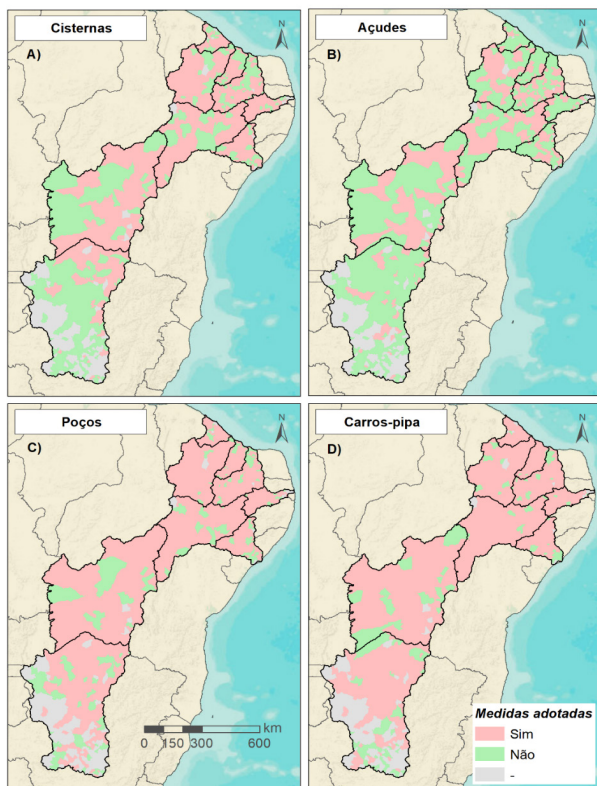 Cisternas
N
A)
Açudes
N
B)
Poços
N
C)
km
0 150 300 600
Carros-pipa
N
D)
Medidas adotadas
Sim
Não
-